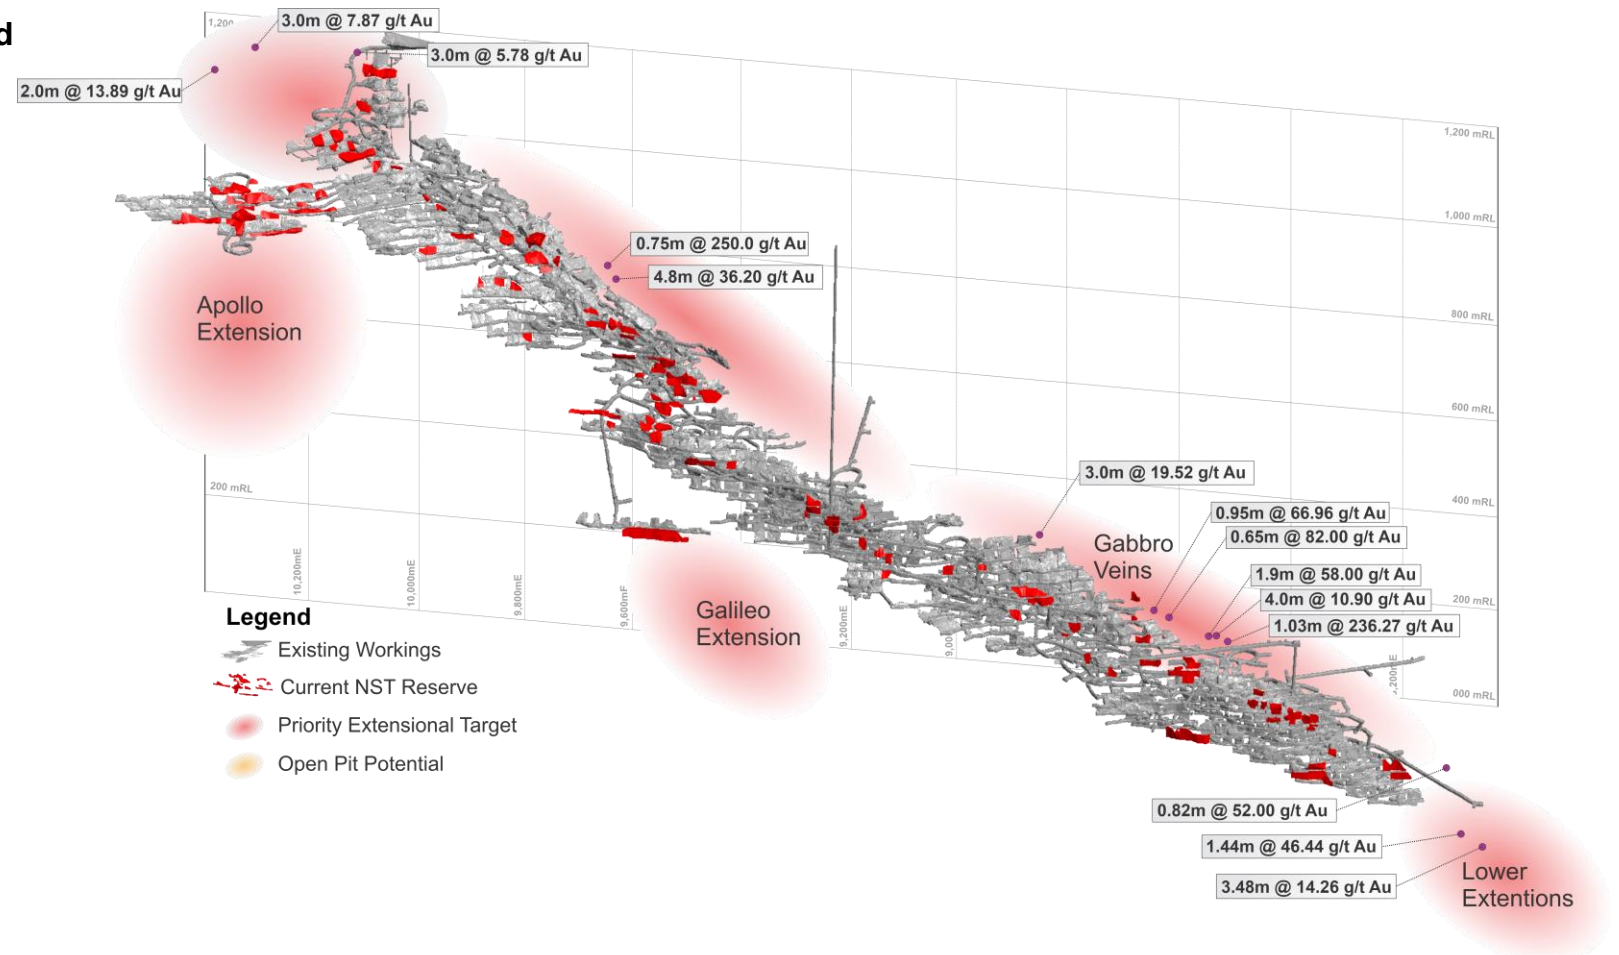 d
1,200
3.0m @ 7.87 g/t Au
3.0m @ 5.78 g/t Au
2.0m @ 13.89 g/t Au
1,200 mRL
1,000 mRL
0.75m @ 250.0 g/t Au
4.8m @ 36.20 g/t Au
Apollo
Extension
800 mRL
600 mRL
3.0m @ 19.52 g/t Au
200 mRL
400 mRL
0.95m @ 66.96 g/t Au
0.65m @ 82.00 g/t Au
Gabbro
Veins
1.9m @ 58.00 g/t Au
4.0m @ 10.90 g/t Au
1.03m @ 236.27 g/t Au
200 mRL
10,200mE
10,000mE
9,800mE
9,200mE
Galileo
Extension
000 mRL
Legend
Existing Workings
Current NST Reserve
Priority Extensional Target
Open Pit Potential
0.82m @ 52.00 g/t Au
1.44m @ 46.44 g/t Au
3.48m @ 14.26 g/t Au
Lower
Extentions